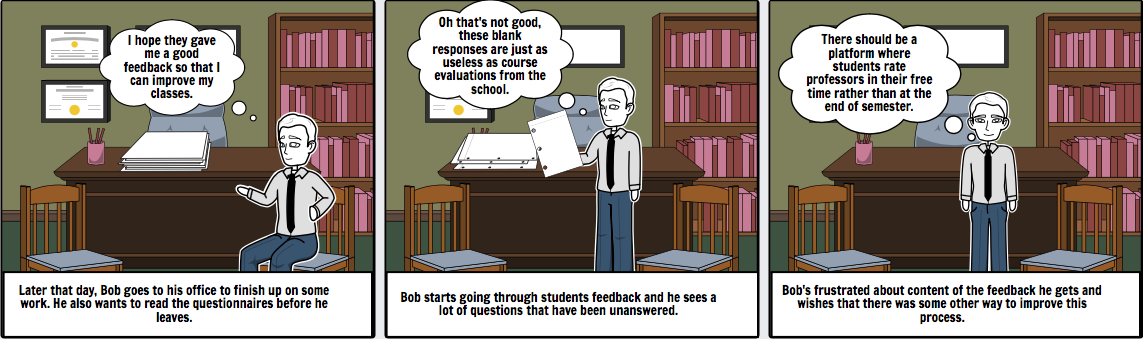 I hope they gave
me a good
feedback so that I
can improve my
classes.
Later that day, Bob goes to his office to finish up on some
work. He also wants to read the questionnaires before he
leaves.
Oh that's not good,
these blank
responses are just as
useless as course
evaluations from the
school.
Bob starts going through students feedback and he sees a
lot of questions that have been unanswered.
There should be a
platform where
students rate
professors in their free
time rather than at the
end of semester.
Bob's frustrated about content of the feedback he gets and
wishes that there was some other way to improve this
process.